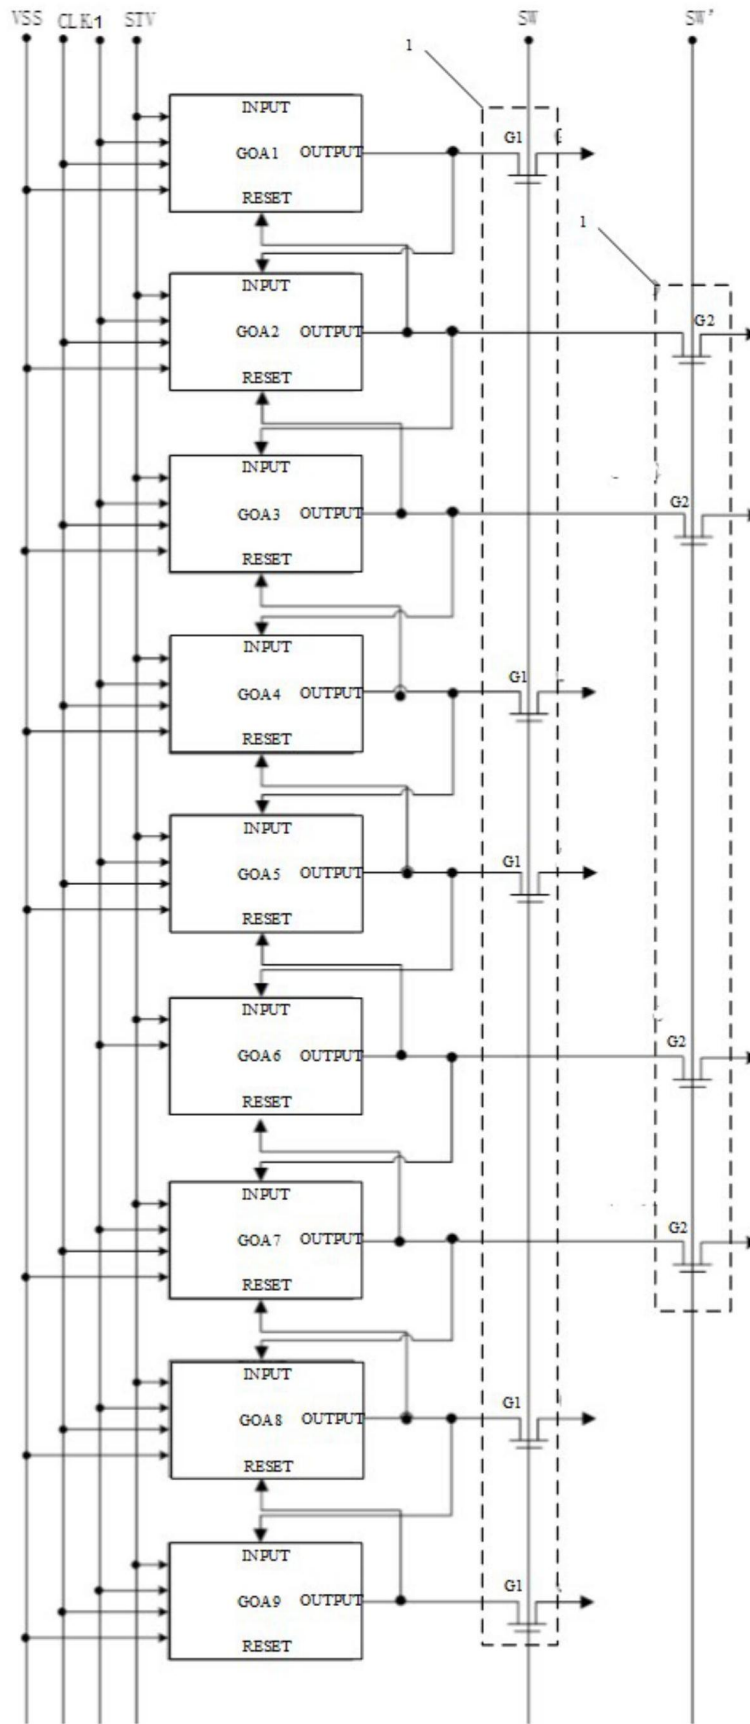 VSS CLK1 STV SW SW'
1
INPUT
GOA1 OUTPUT G1
RESET
1
INPUT
GOA2 OUTPUT G2
RESET
INPUT
GOA3 OUTPUT G2
RESET
INPUT
GOA4 OUTPUT G1
RESET
INPUT
GOA5 OUTPUT G1
RESET
INPUT
GOA6 OUTPUT G2
RESET
INPUT
GOA7 OUTPUT G2
RESET
INPUT
GOA8 OUTPUT G1
RESET
INPUT
GOA9 OUTPUT G1
RESET